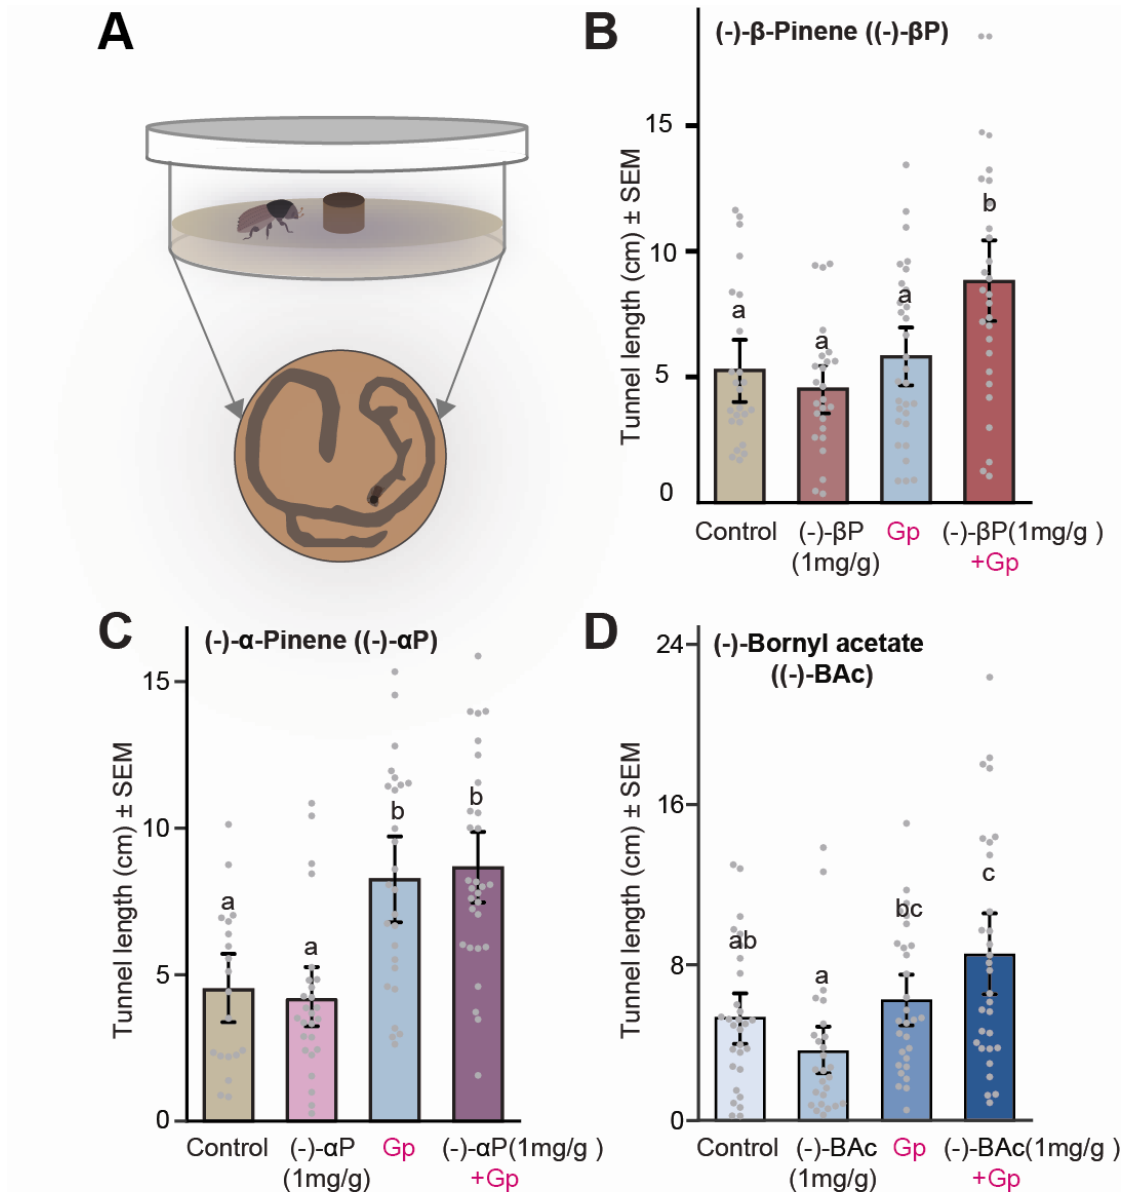 A
B
(-)-β-Pinene ((-)-βP)
Tunnel length (cm) ± SEM
15
10
5
0
a
a
a
b
Control
(-)-βP
(1mg/g)
Gp
(-)-βP(1mg/g )
+Gp
C
(-)-α-Pinene ((-)-αP)
Tunnel length (cm) ± SEM
15
10
5
0
a
a
b
b
Control
(-)-αP
(1mg/g)
Gp
(-)-αP(1mg/g )
+Gp
D
(-)-Bornyl acetate
((-)-BAc)
Tunnel length (cm) ± SEM
24
16
8
0
ab
a
bc
c
Control
(-)-BAc
(1mg/g)
Gp
(-)-BAc(1mg/g )
+Gp